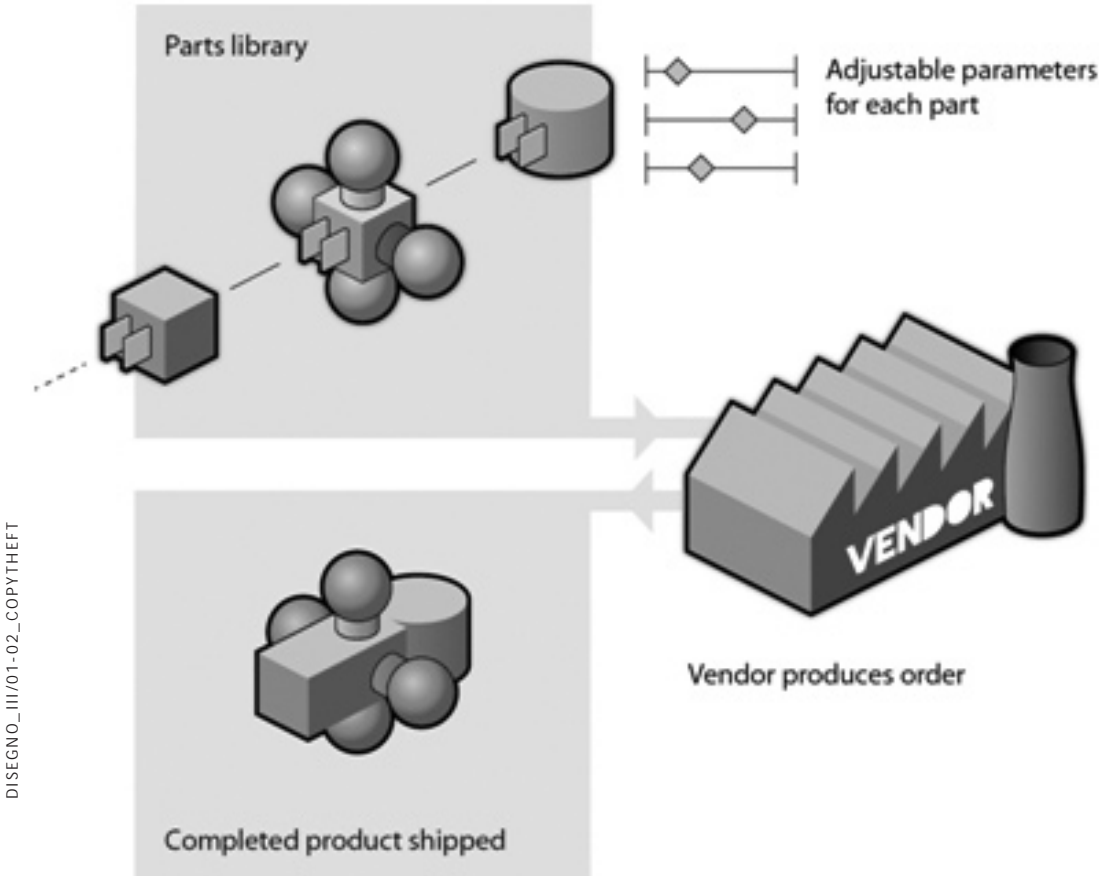 Parts library
Adjustable parameters
for each part
VENDOR
Vendor produces order
Completed product shipped
DISEGNO_III/01-02_COPYTHEFT